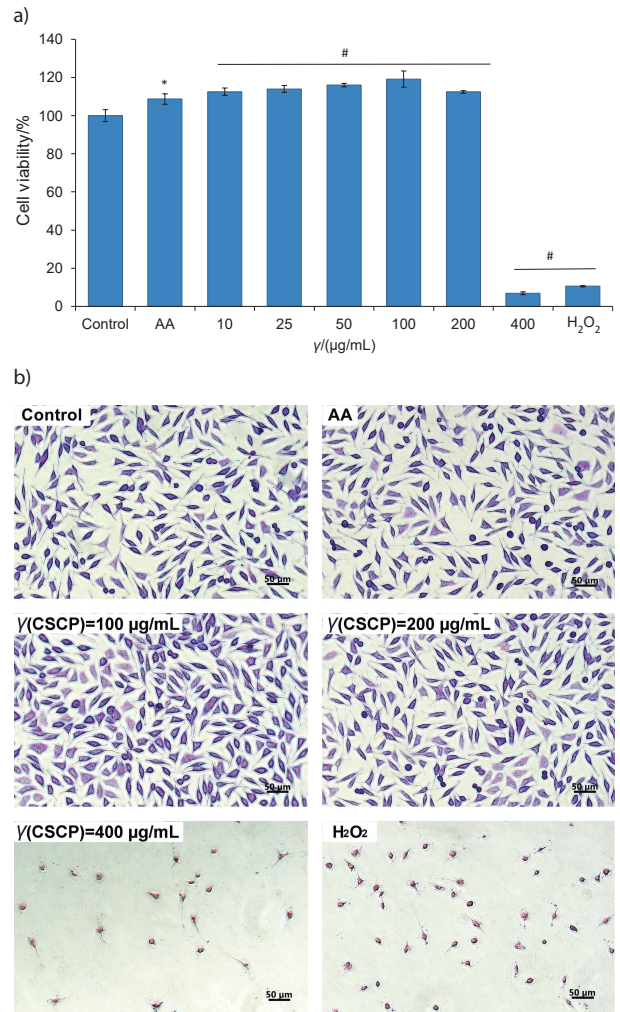 a)
140
120
100
80
60
40
20
0
Cell viability/%
*
#
#
Control AA 10 25 50 100 200 400 H₂O₂
γ/(µg/mL)
b)
Control
50 µm
AA
50 µm
γ(CSCP)=100 µg/mL
50 µm
γ(CSCP)=200 µg/mL
50 µm
γ(CSCP)=400 µg/mL
50 µm
H₂O₂
50 µm